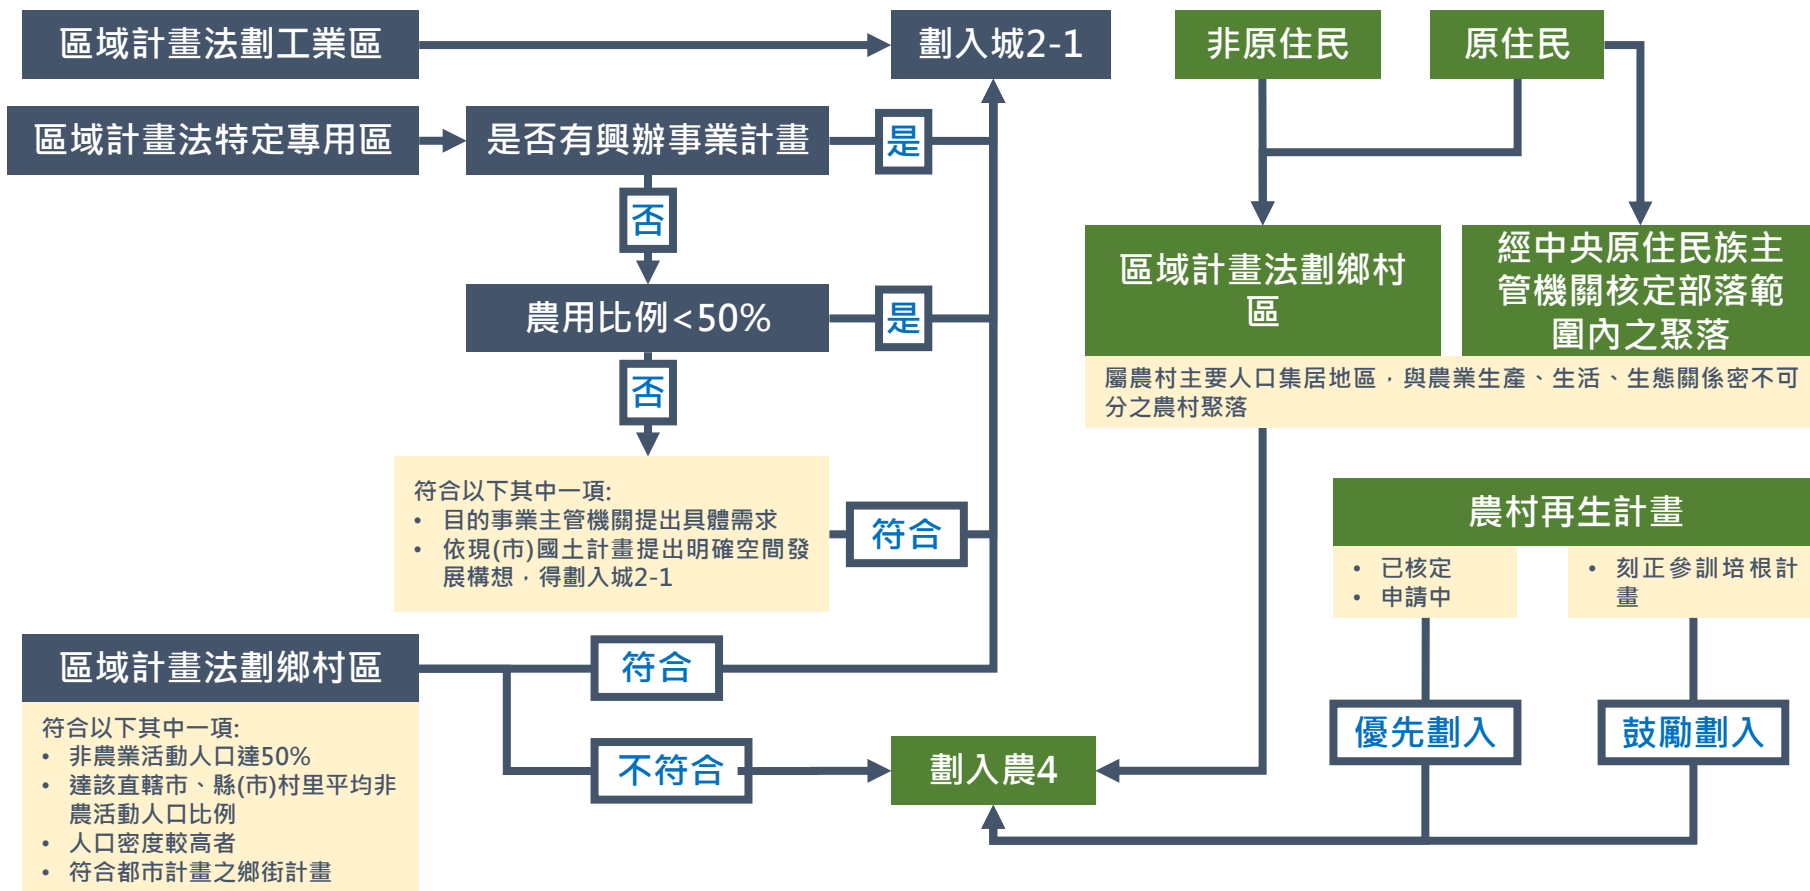 區域計畫法劃工業區
劃入城2-1
非原住民
原住民
區域計畫法特定專用區
是否有興辦事業計畫
是
否
農用比例<50%
是
否
符合以下其中一項:
• 目的事業主管機關提出具體需求
• 依現(市)國土計畫提出明確空間發
展構想，得劃入城2-1
符合
區域計畫法劃鄉村區
符合以下其中一項:
• 非農業活動人口達50%
• 達該直轄市、縣(市)村里平均非
農活動人口比例
• 人口密度較高者
• 符合都市計畫之鄉街計畫
符合
不符合
劃入農4
區域計畫法劃鄉村
區
經中央原住民族主
管機關核定部落範
圍內之聚落
屬農村主要人口集居地區，與農業生產、生活、生態關係密不可
分之農村聚落
農村再生計畫
• 已核定
• 申請中
• 刻正參訓培根計
畫
優先劃入
鼓勵劃入